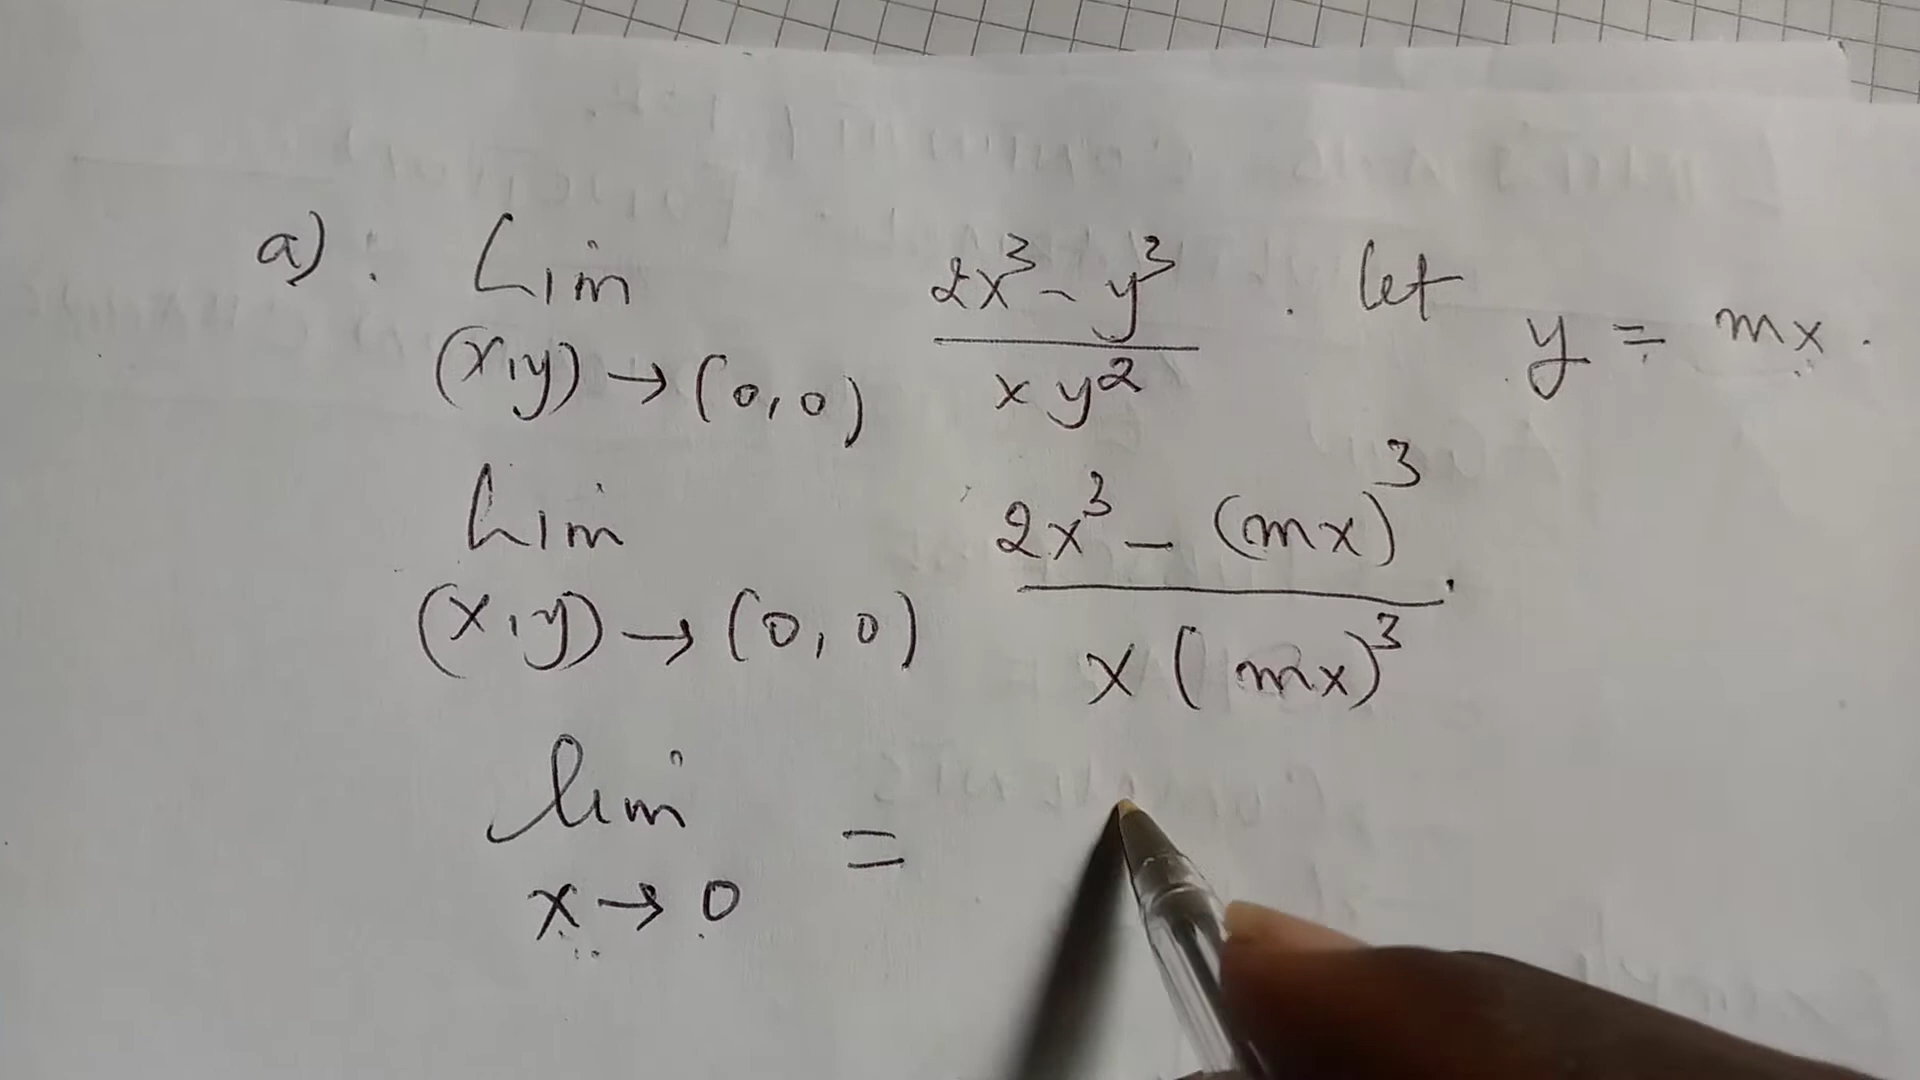 a): Lim (x,y) → (0,0) 2x³ - y³ / xy² . let y = mx.
Lim (x,y) → (0,0) 2x³ - (mx)³ / x(mx)³ .
lim x → 0 =